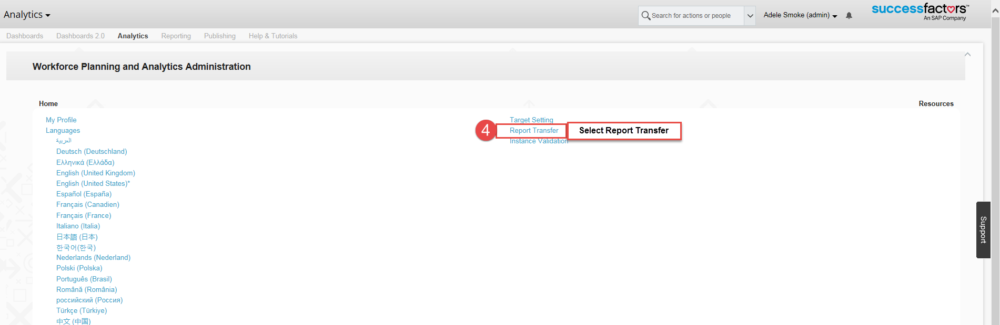 Analytics
Search for actions or people
Adele Smoke (admin)
successfactors™
An SAP Company
Dashboards
Dashboards 2.0
Analytics
Reporting
Publishing
Help & Tutorials
Workforce Planning and Analytics Administration
Home
Resources
My Profile
Languages
العربية
Deutsch (Deutschland)
Ελληνικά (Ελλάδα)
English (United Kingdom)
English (United States)*
Español (España)
Français (Canadien)
Français (France)
Italiano (Italia)
日本語 (日本)
한국어(한국)
Nederlands (Nederland)
Polski (Polska)
Português (Brasil)
Română (România)
российский (Россия)
Türkçe (Türkiye)
中文 (中国)
Target Setting
4
Report Transfer
Select Report Transfer
Instance Validation
Support